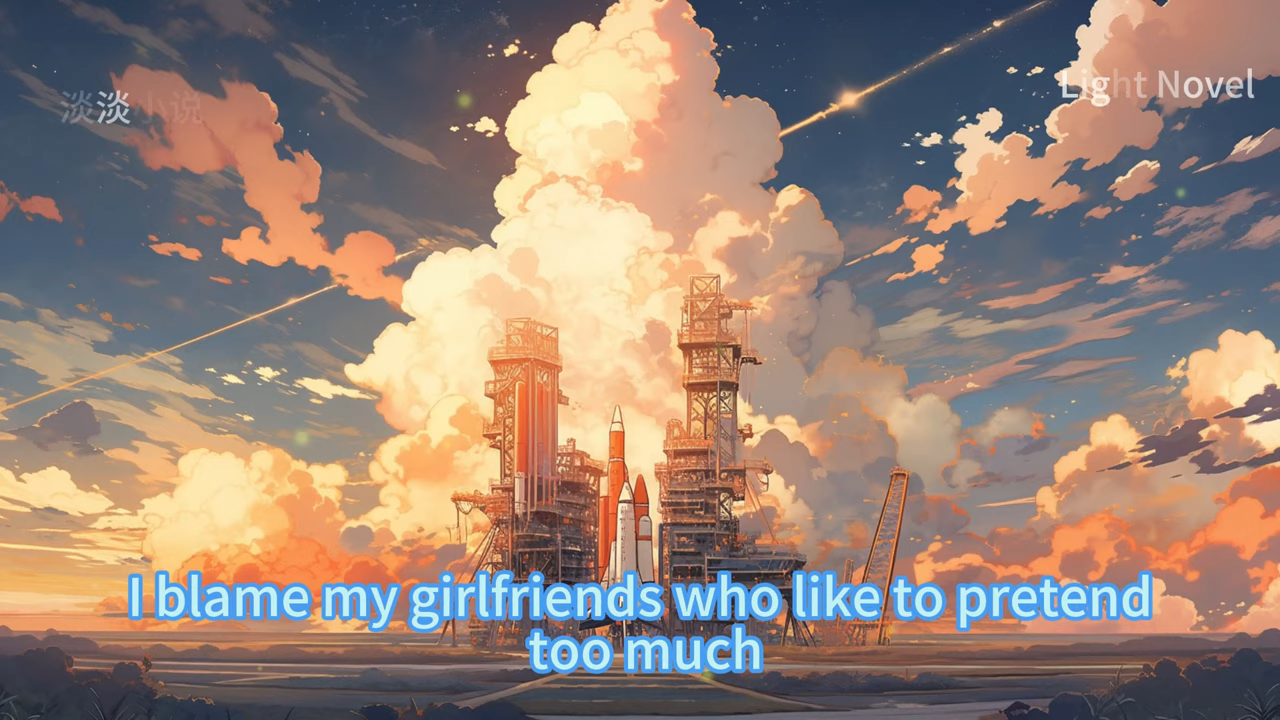 淡淡小说
Light Novel
I blame my girlfriends who like to pretend
too much